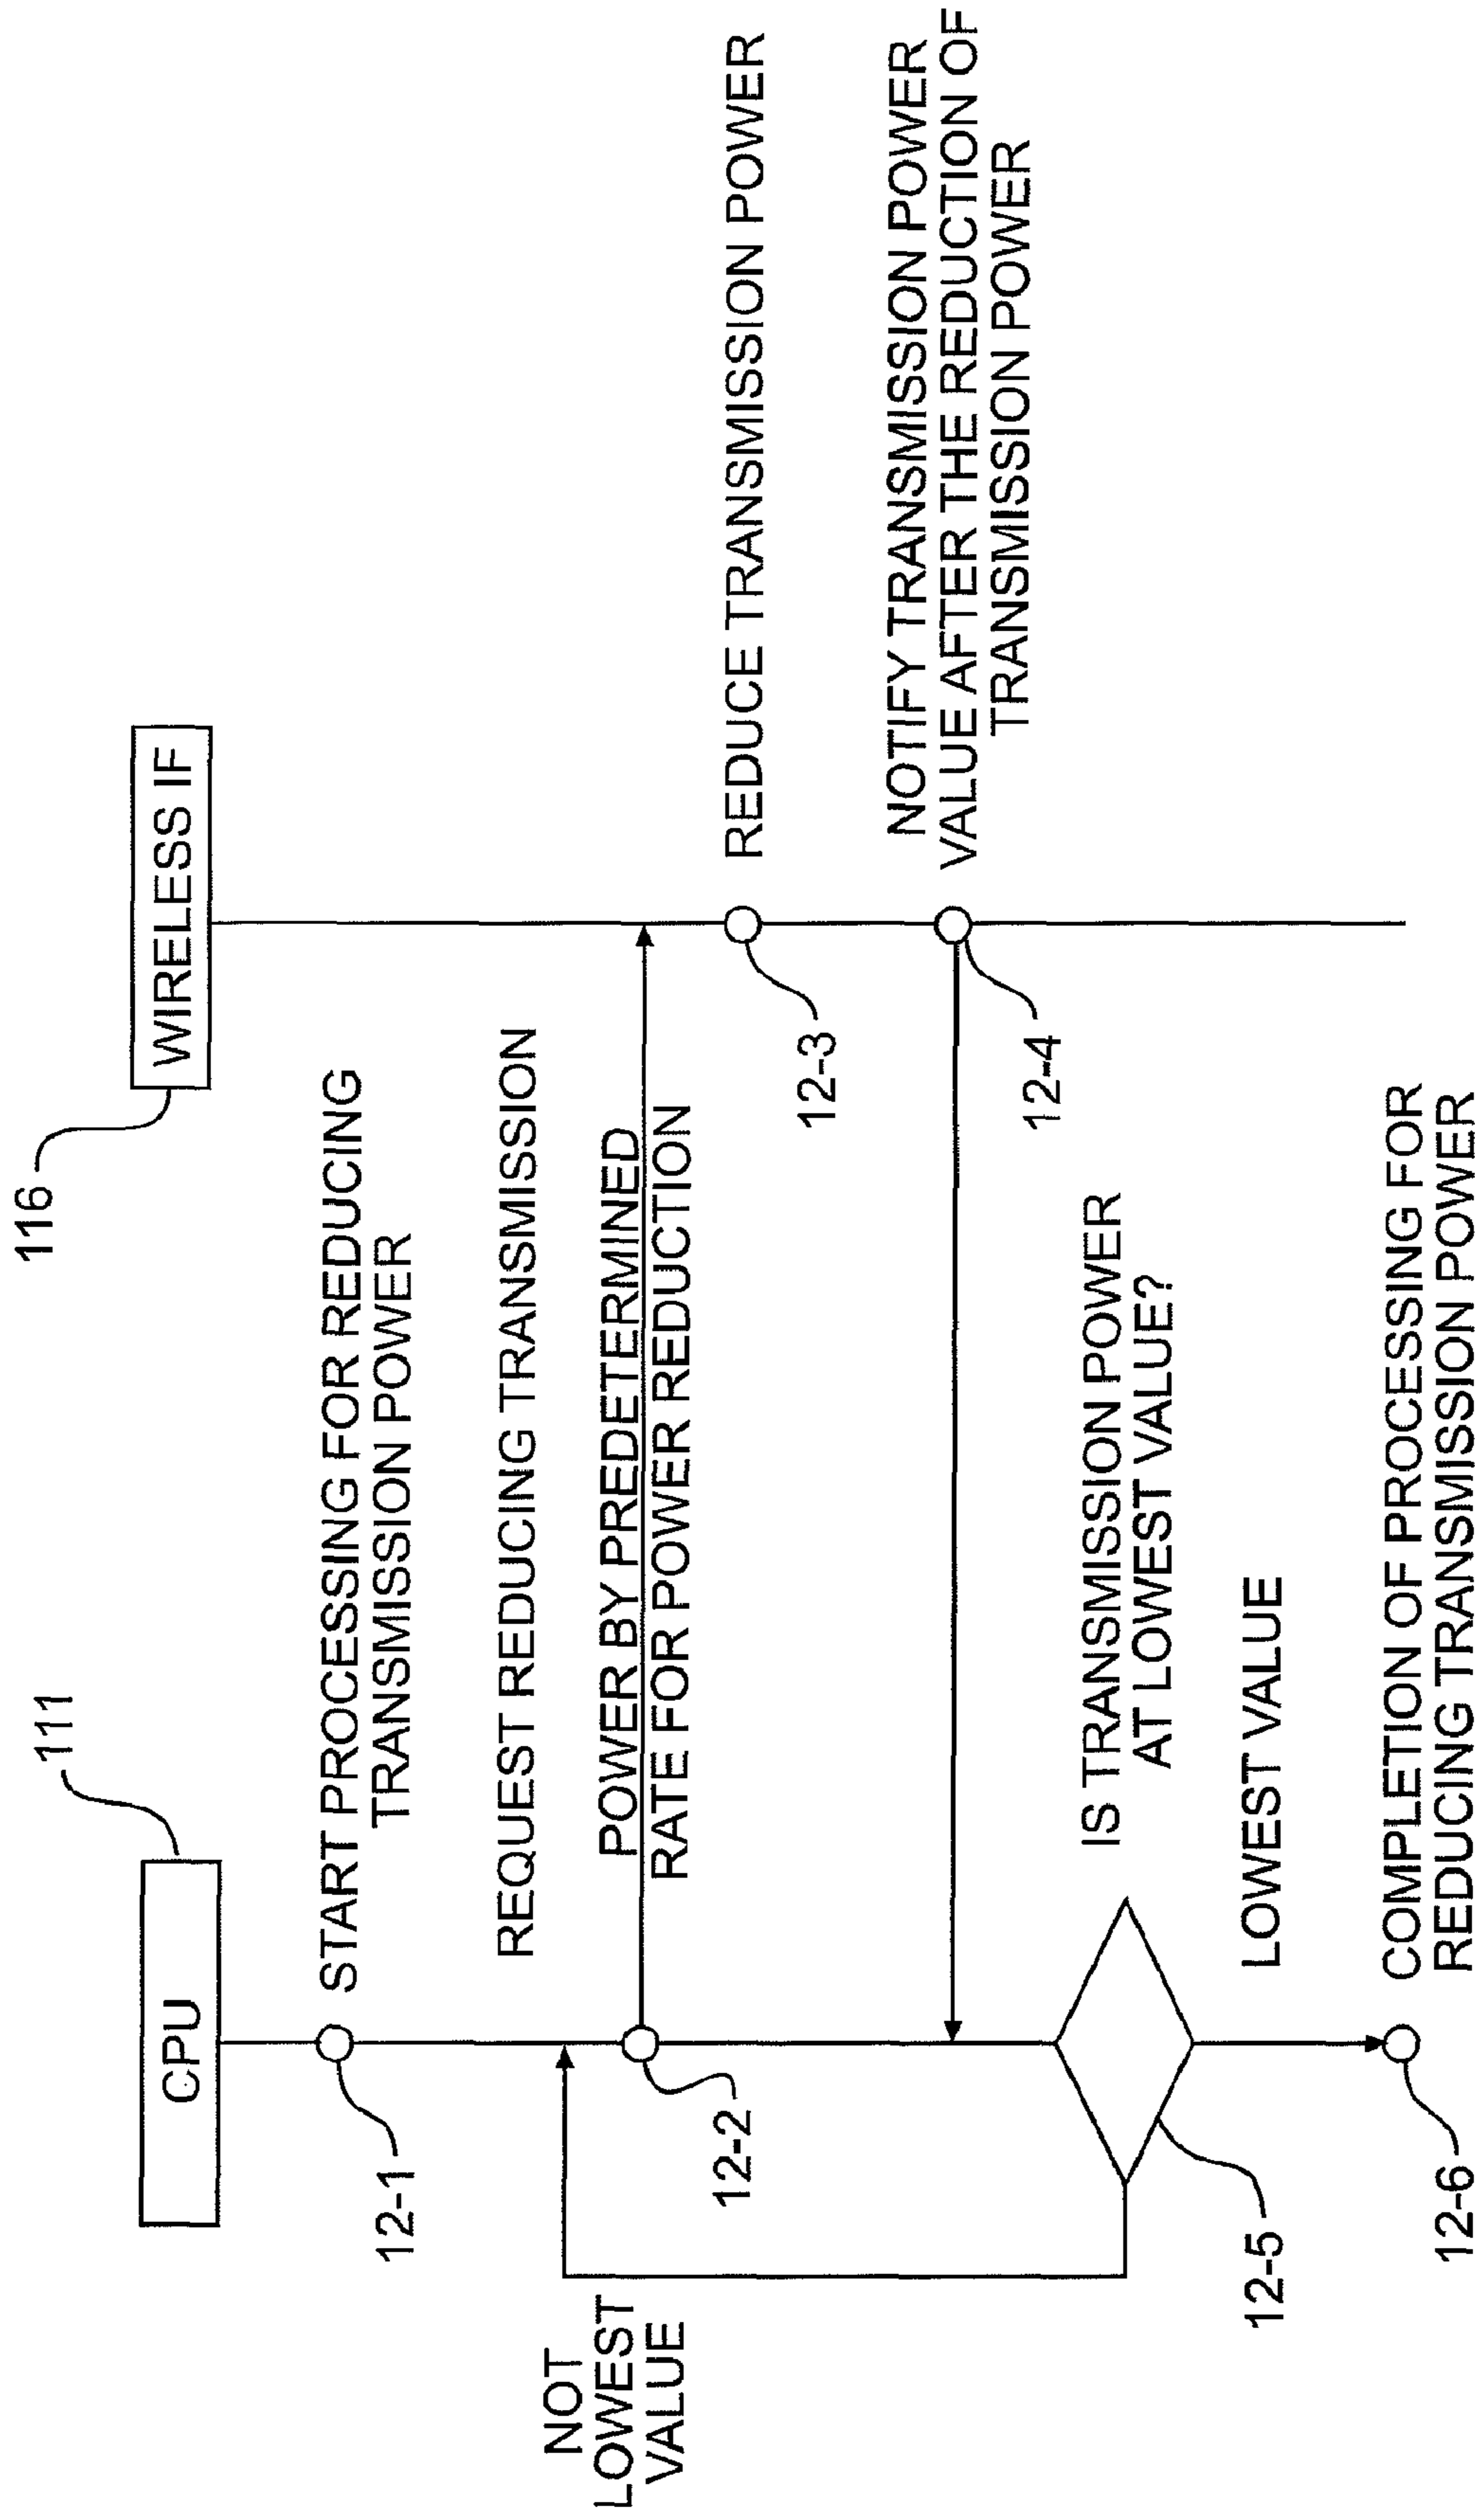 111
CPU
116
WIRELESS IF
START PROCESSING FOR REDUCING
TRANSMISSION POWER
12-1
REQUEST REDUCING TRANSMISSION
POWER BY PREDETERMINED
RATE FOR POWER REDUCTION
NOT
LOWEST
VALUE
12-2
REDUCE TRANSMISSION POWER
12-3
NOTIFY TRANSMISSION POWER
VALUE AFTER THE REDUCTION OF
TRANSMISSION POWER
12-4
IS TRANSMISSION POWER
AT LOWEST VALUE?
12-5
LOWEST VALUE
COMPLETION OF PROCESSING FOR
REDUCING TRANSMISSION POWER
12-6